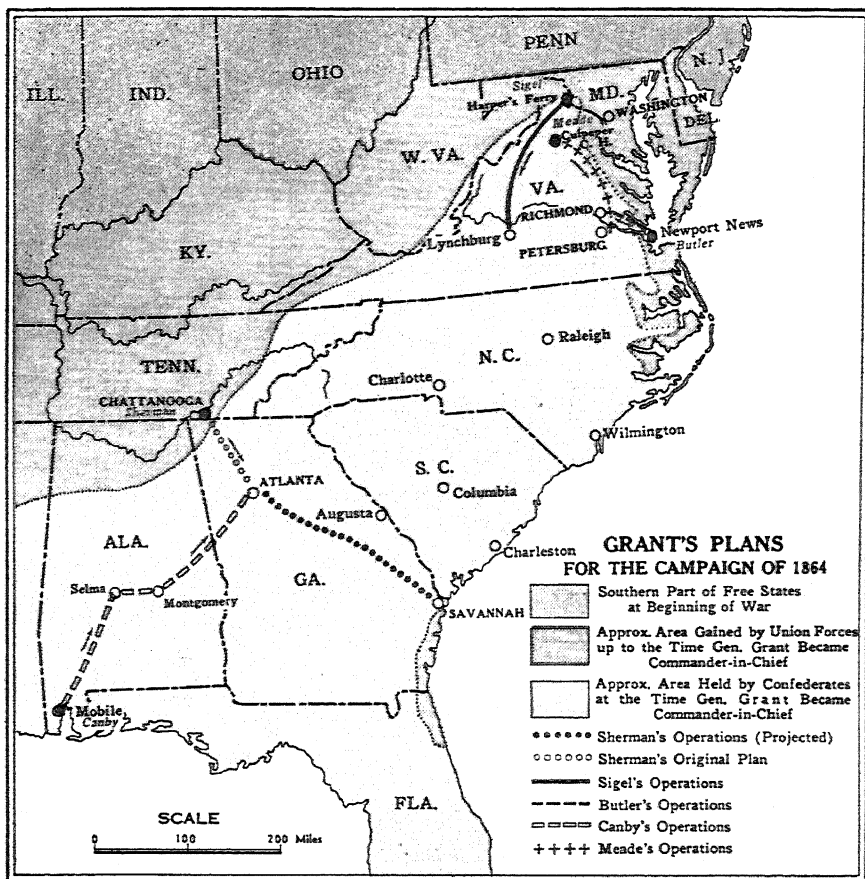 PENN
N. J.
OHIO
ILL.
IND.
Sigel
Harper's Ferry
MD.
WASHINGTON
Meade
Culpeper
C. H.
DEL.
W. VA.
VA.
RICHMOND
Newport News
Butler
Lynchburg
PETERSBURG
KY.
TENN.
N. C.
Raleigh
Charlotte
CHATTANOOGA
Sherman
Wilmington
ATLANTA
S. C.
Columbia
Augusta
Charleston
ALA.
GA.
Selma
Montgomery
SAVANNAH
Mobile
Canby
FLA.
GRANT'S PLANS
FOR THE CAMPAIGN OF 1864
Southern Part of Free States
at Beginning of War
Approx. Area Gained by Union Forces
up to the Time Gen. Grant Became
Commander-in-Chief
Approx. Area Held by Confederates
at the Time Gen. Grant Became
Commander-in-Chief
Sherman's Operations (Projected)
Sherman's Original Plan
Sigel's Operations
Butler's Operations
Canby's Operations
Meade's Operations
SCALE
0 100 200 Miles